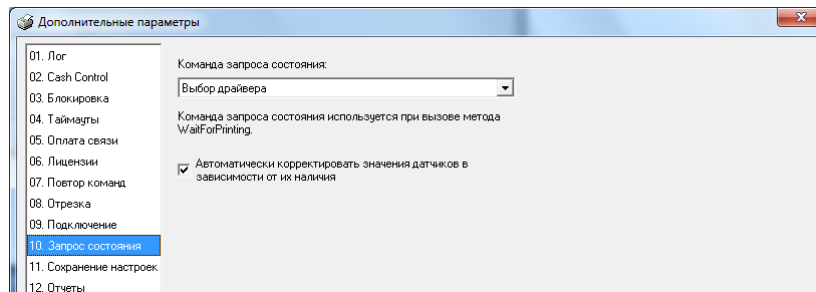 Дополнительные параметры
01. Лог
02. Cash Control
03. Блокировка
04. Таймауты
05. Оплата связи
06. Лицензии
07. Повтор команд
08. Отрезка
09. Подключение
10. Запрос состояния
11. Сохранение настроек
12. Отчеты
Команда запроса состояния:
Выбор драйвера
Команда запроса состояния используется при вызове метода
WaitForPrinting.
Автоматически корректировать значения датчиков в
зависимости от их наличия